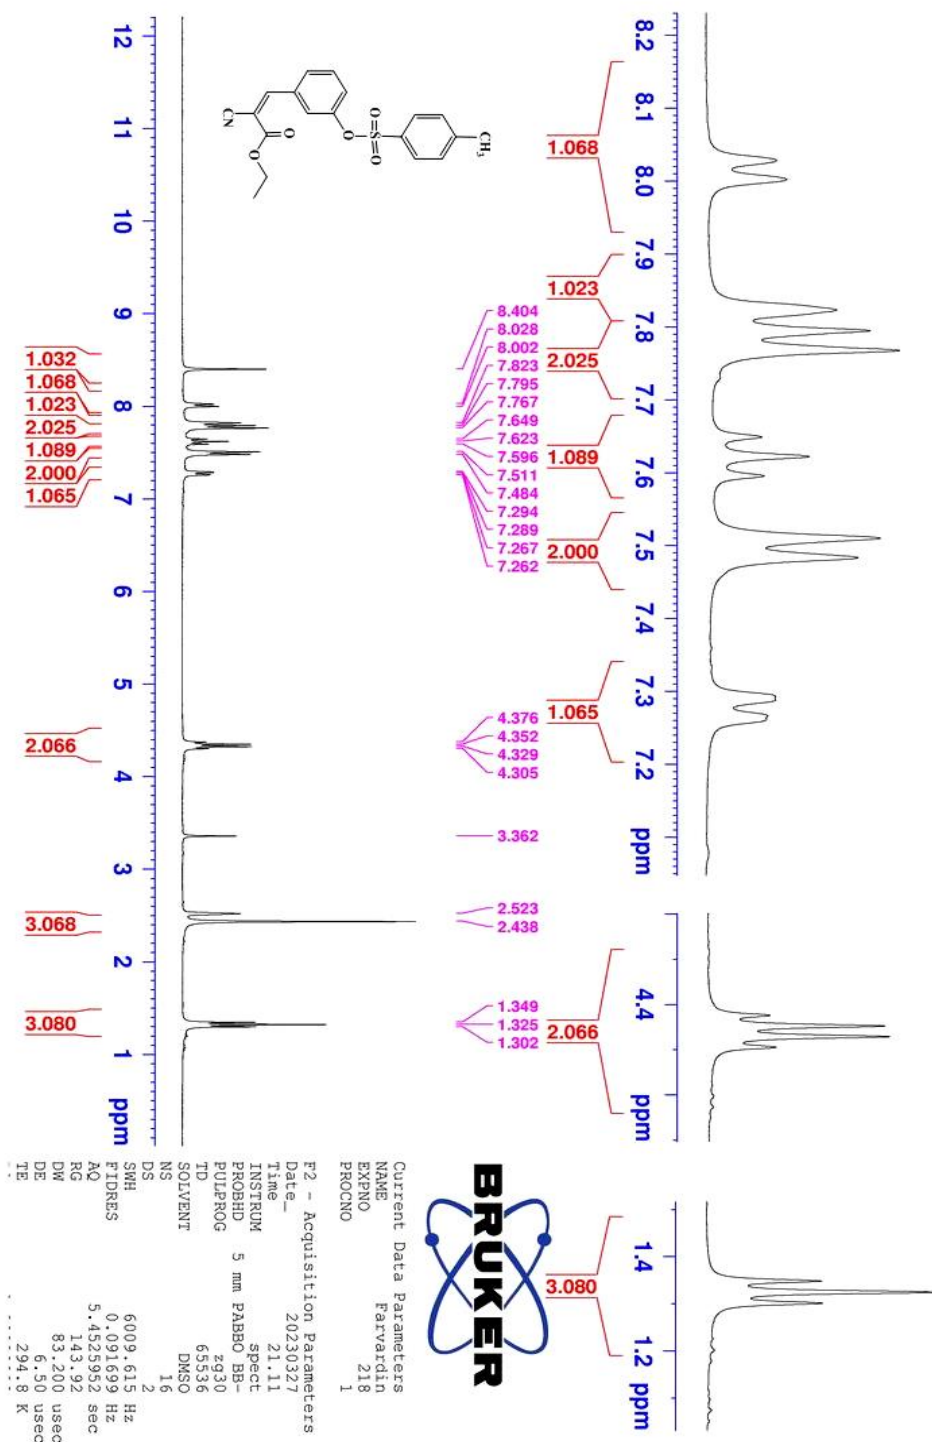 8.2
8.1
8.0
7.9
7.8
7.7
7.6
7.5
7.4
7.3
7.2
ppm
4.4
1.4
1.2
1.068
1.023
2.025
1.089
2.000
1.065
2.066
3.080
8.404
8.028
8.002
7.823
7.795
7.767
7.649
7.623
7.596
7.511
7.484
7.294
7.289
7.267
7.262
4.376
4.352
4.329
4.305
3.362
2.523
2.438
1.349
1.325
1.302
CH3
O=S=O
O
O
O
CN
12
11
10
9
8
7
6
5
4
3
2
1
ppm
1.032
1.068
1.023
2.025
1.089
2.000
1.065
2.066
3.068
3.080
BRUKER
Current Data Parameters
NAME Farvardin
EXPNO 218
PROCNO 1
F2 - Acquisition Parameters
Date_ 20230327
Time 21.11
INSTRUM spect
PROBHD 5 mm PABBO BB-
PULPROG zg30
TD 65536
SOLVENT DMSO
NS 16
DS 2
SWH 6009.615 Hz
FIDRES 0.091699 Hz
AQ 5.4525952 sec
RG 143.92
DW 83.200 usec
DE 6.50 usec
TE 294.8 K